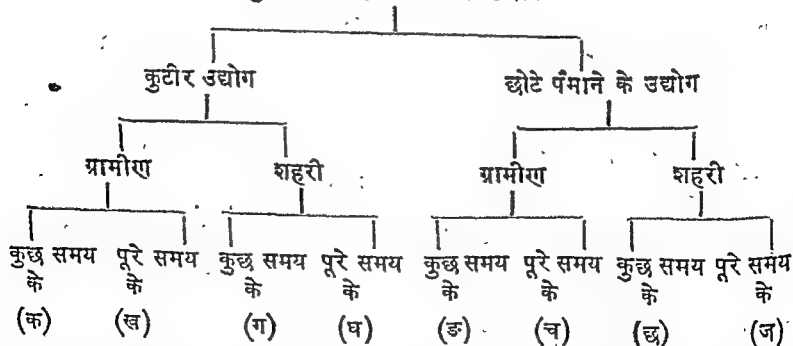 कुटीर उद्योग छोटे पैमाने के उद्योग
ग्रामीण शहरी ग्रामीण शहरी
कुछ समय पूरे समय कुछ समय पूरे समय कुछ समय पूरे समय कुछ समय पूरे समय
के के के के के के के के
(क) (ख) (ग) (घ) (ङ) (च) (छ) (ज)